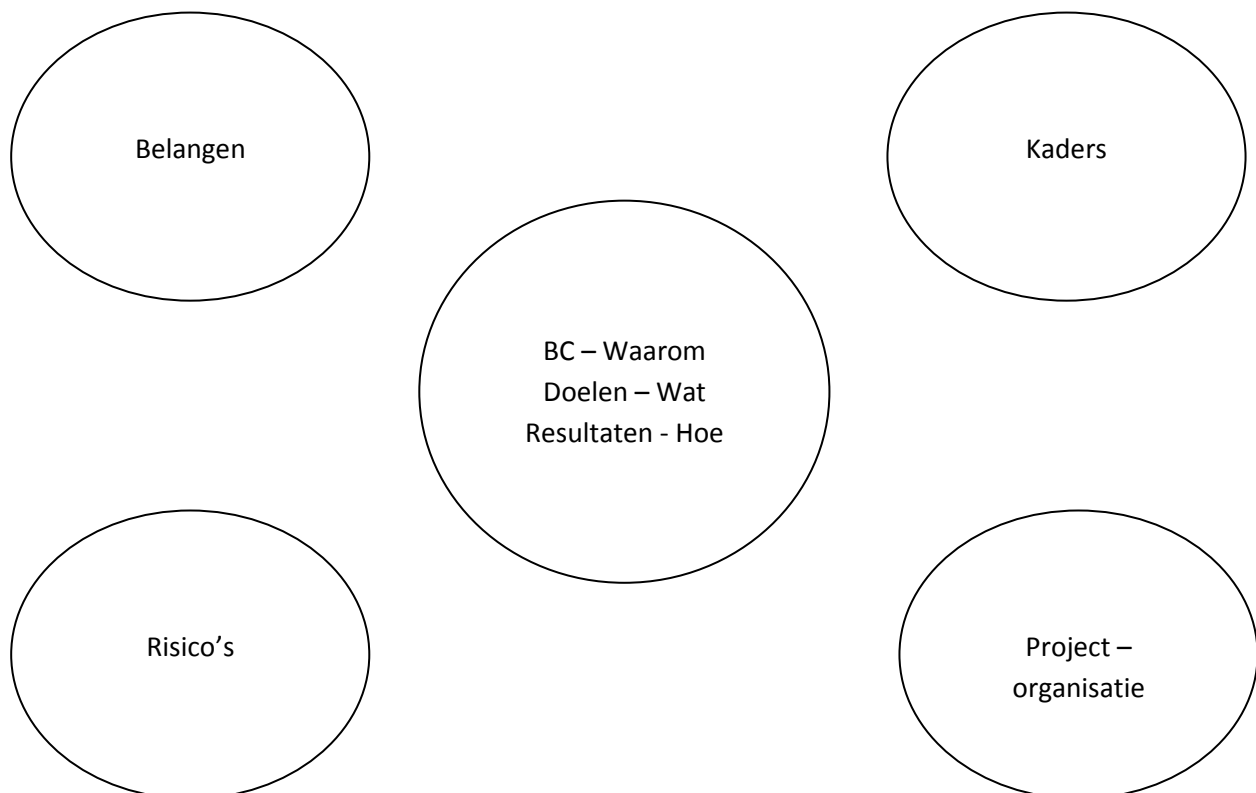 Belangen
Kaders
BC – Waarom
Doelen – Wat
Resultaten - Hoe
Risico’s
Project –
organisatie